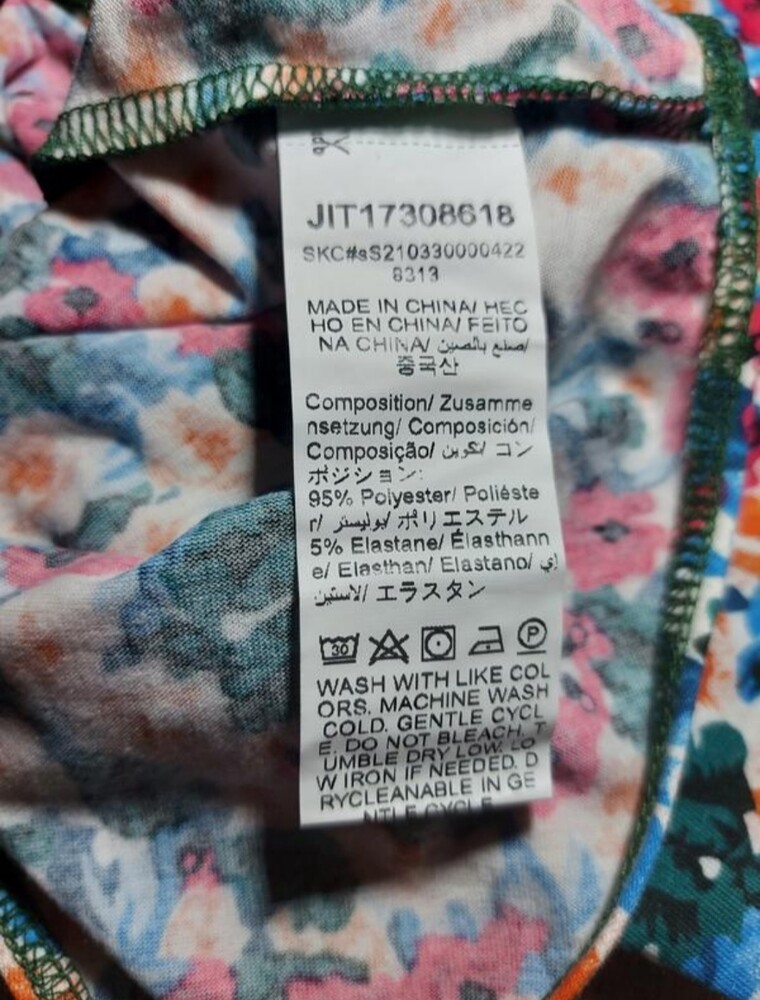 JIT17308618
SKC#sS210330000422
8313
MADE IN CHINA/ HEC
HO EN CHINA/ FEITO
NA CHINA/ صنع بالصين/
중국산
Composition/ Zusamme
nsetzung/ Composición/
Composição/ تكوين/ コン
ポジション:
95% Polyester/ Poliéste
r/ بوليستر/ ポリエステル
5% Elastane/ Élasthann
e/ Elasthan/ Elastano/ إي
لاستين/ エラスタン
30 P
WASH WITH LIKE COL
ORS. MACHINE WASH
COLD. GENTLE CYCL
E. DO NOT BLEACH. T
UMBLE DRY LOW. LO
W IRON IF NEEDED. D
RYCLEANABLE IN GE
NTLE CYCLE